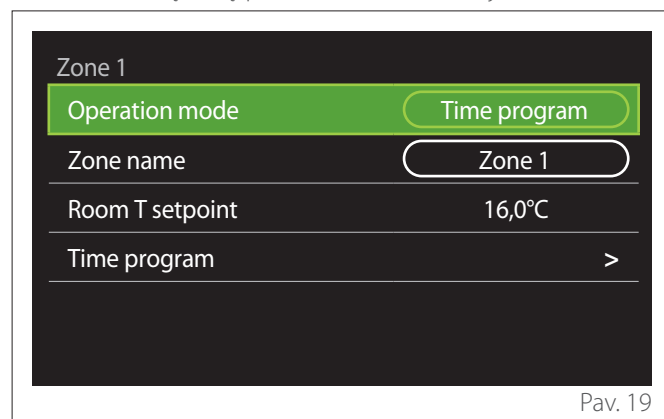 Zone 1
Operation mode Time program
Zone name Zone 1
Room T setpoint 16,0°C
Time program >
Pav. 19